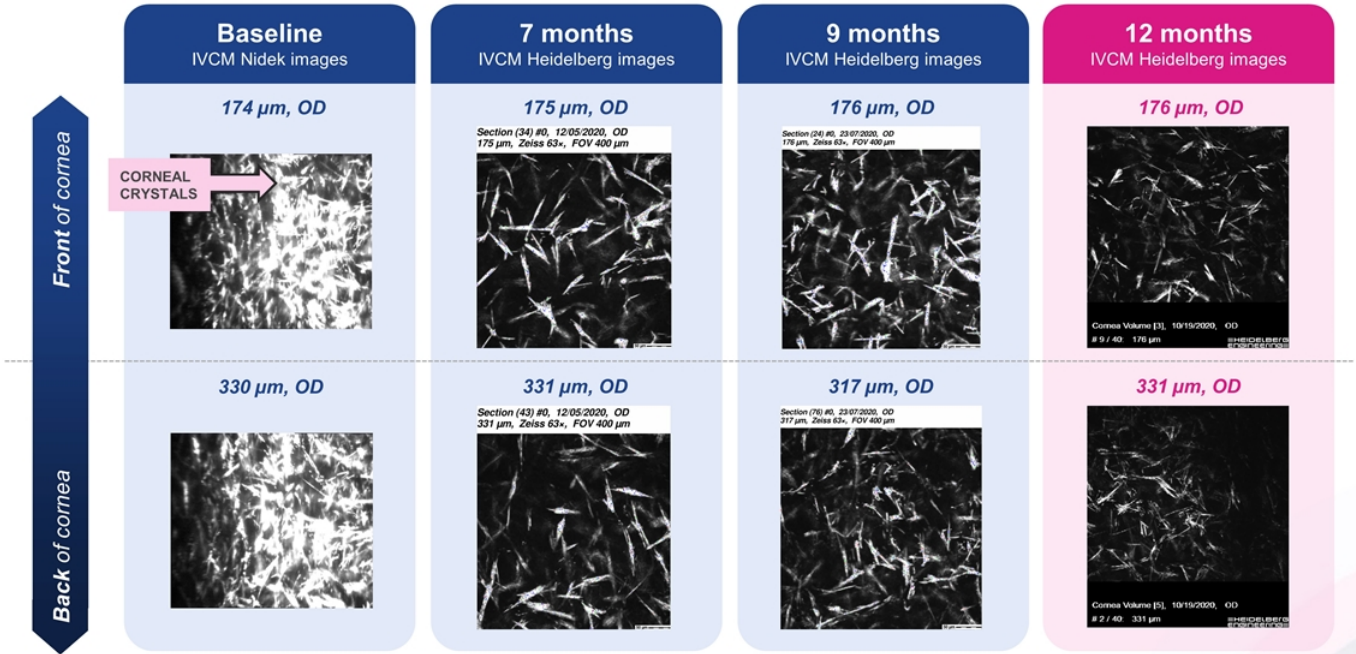 Baseline
IVCM Nidek images
7 months
IVCM Heidelberg images
9 months
IVCM Heidelberg images
12 months
IVCM Heidelberg images
Front of cornea
174 µm, OD
175 µm, OD
176 µm, OD
176 µm, OD
CORNEAL
CRYSTALS
Section (34) #0, 12/05/2020, OD
175 µm, Zeiss 63×, FOV 400 µm
Section (24) #0, 23/07/2020, OD
176 µm, Zeiss 63×, FOV 400 µm
Cornea Volume [3], 10/19/2020, OD
# 9 / 40: 176 µm
HEIDELBERG
ENGINEERING
Back of cornea
330 µm, OD
331 µm, OD
317 µm, OD
331 µm, OD
Section (43) #0, 12/05/2020, OD
331 µm, Zeiss 63×, FOV 400 µm
Section (76) #0, 23/07/2020, OD
317 µm, Zeiss 63×, FOV 400 µm
Cornea Volume [5], 10/19/2020, OD
# 2 / 40: 331 µm
HEIDELBERG
ENGINEERING